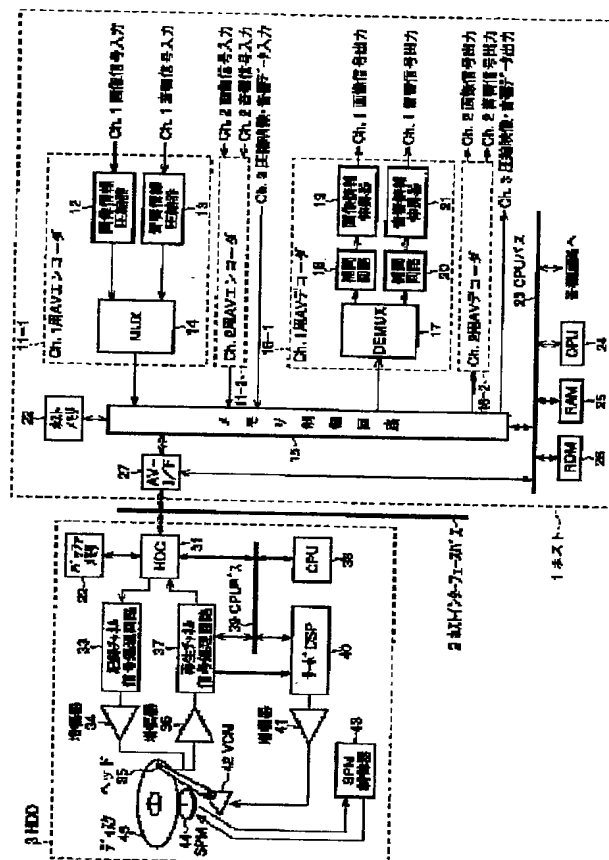 Ch. 1 画像信号入力
Ch. 1 音響信号入力
Ch. 2 画像信号入力
Ch. 2 音響信号入力
Ch. 3 圧縮映像・音響データ入力
11-1
Ch. 1用AVエンコーダ
12
画像情報
圧縮器
13
音響情報
圧縮器
MUX
14
Ch. 2用AVエンコーダ
11-2
Ch. 1 画像信号出力
Ch. 1 音響信号出力
Ch. 2 画像信号出力
Ch. 2 音響信号出力
Ch. 3 圧縮映像・音響データ出力
16-1
Ch. 1用AVデコーダ
DEMUX
17
18
補間
回路
19
画像情報
伸長器
20
補間
回路
21
音響情報
伸長器
Ch. 2用AVデコーダ
16-2
22
ホスト
メモリ
メモリ制御回路
15
27
AV-
I/F
23 CPUバス
各種回路へ
CPU
24
RAM
25
ROM
26
1 ホスト
2 ホストインターフェースバス
3 HDD
バッファ
メモリ
HDC
31
33
記録チャネル
信号処理回路
37
再生チャネル
信号処理回路
39 CPUバス
CPU
38
サーボDSP
40
増幅器
34
増幅器
36
増幅器
41
ヘッド
35
42 VCM
ディスク
45
44
SPM
SPM
制御器
43